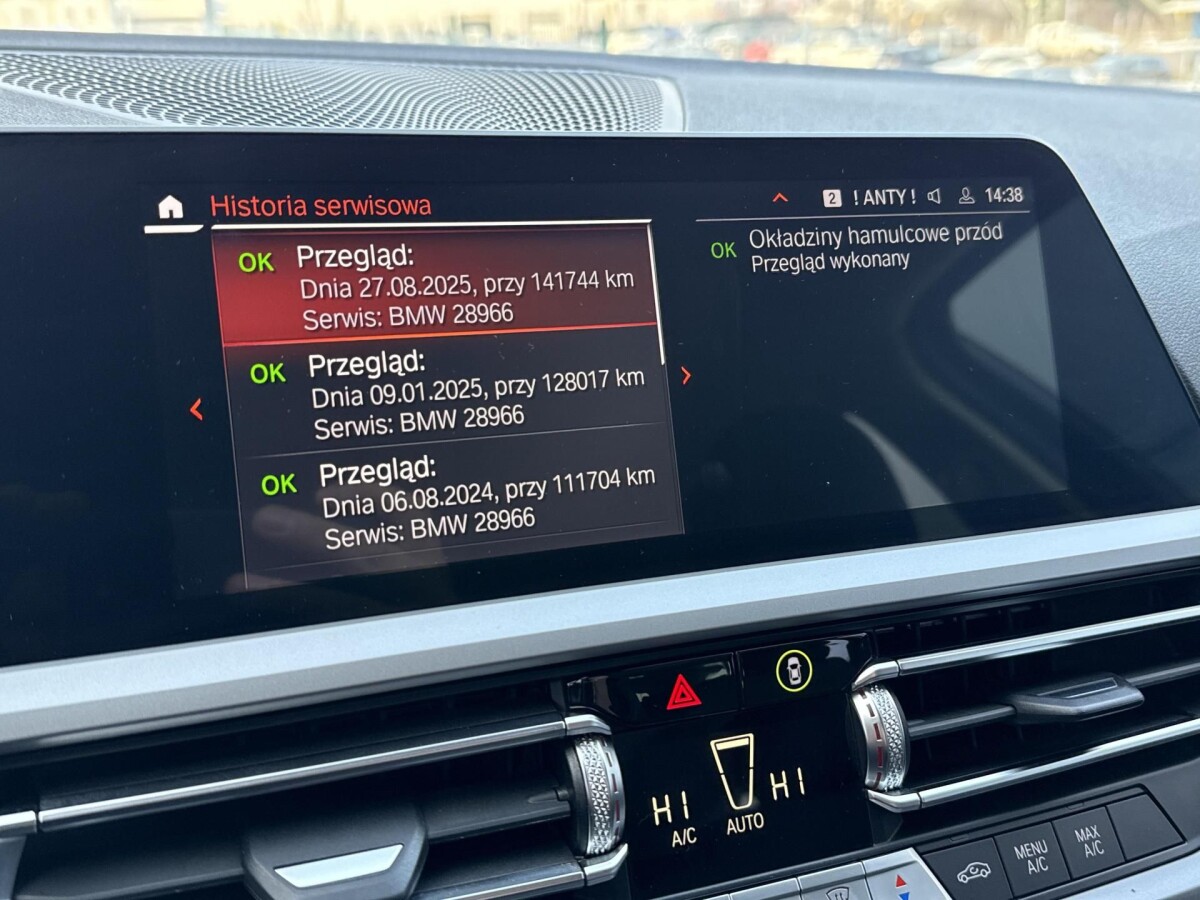 Historia serwisowa
2 ! ANTY ! 14:38
OK Przegląd:
Dnia 27.08.2025, przy 141744 km
Serwis: BMW 28966
OK Przegląd:
Dnia 09.01.2025, przy 128017 km
Serwis: BMW 28966
OK Przegląd:
Dnia 06.08.2024, przy 111704 km
Serwis: BMW 28966
OK Okładziny hamulcowe przód
Przegląd wykonany
HI HI
A/C AUTO
MENU
A/C
MAX
A/C